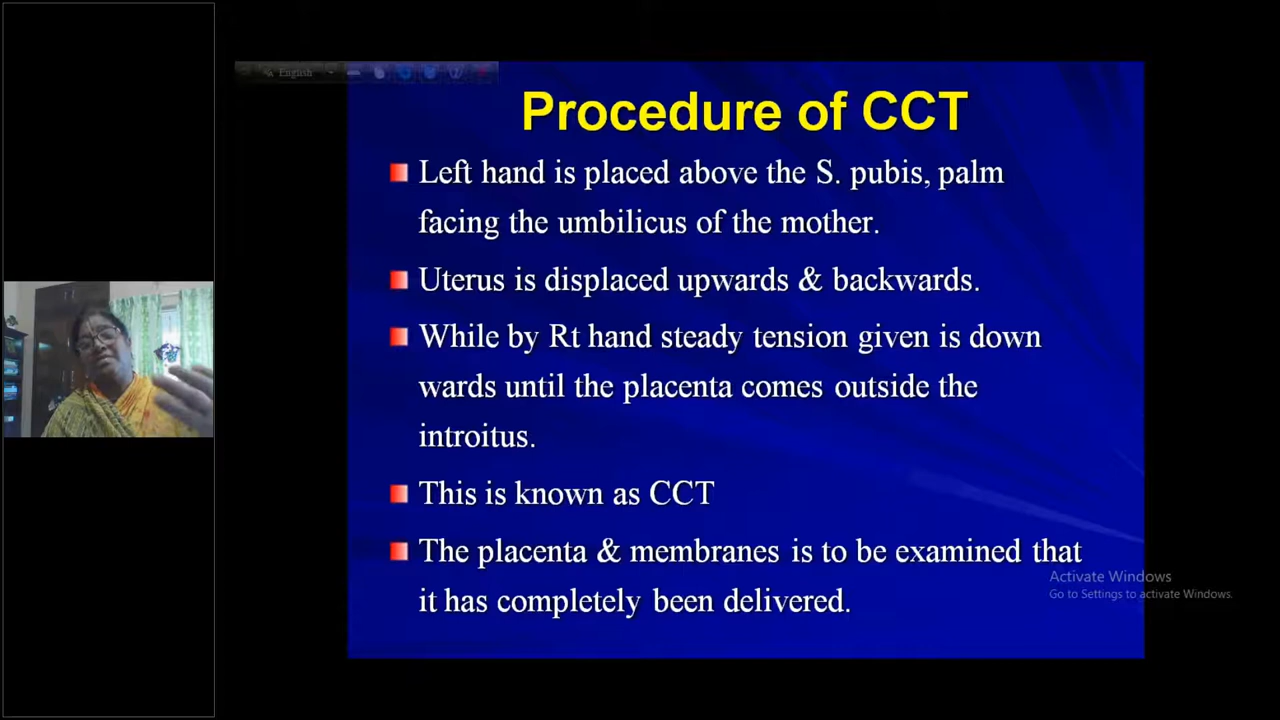 English
Procedure of CCT
Left hand is placed above the S. pubis, palm
facing the umbilicus of the mother.
Uterus is displaced upwards & backwards.
While by Rt hand steady tension given is down
wards until the placenta comes outside the
introitus.
This is known as CCT
The placenta & membranes is to be examined that
it has completely been delivered.
Activate Windows
Go to Settings to activate Windows.